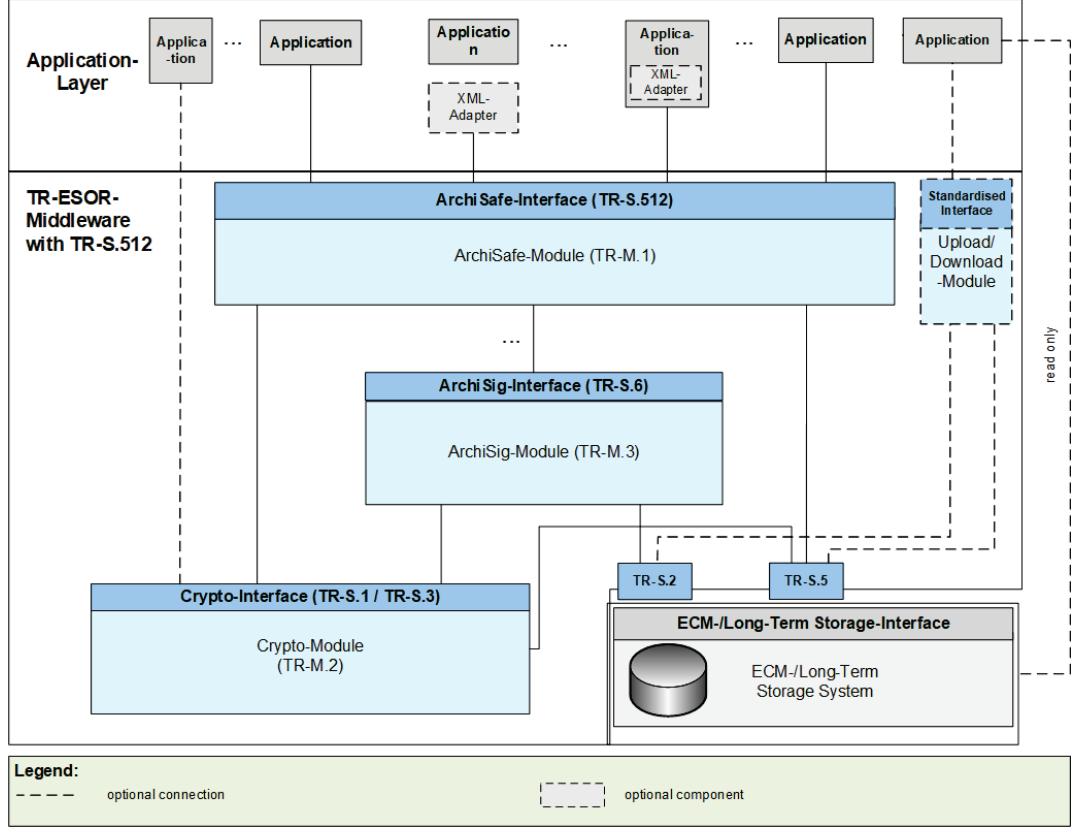 Applica
-tion
...
Application
Applicatio
n
...
Applica-
tion
...
Application
Application
Application-
Layer
XML-
Adapter
XML-
Adapter
TR-ESOR-
Middleware
with TR-S.512
ArchiSafe-Interface (TR-S.512)
ArchiSafe-Module (TR-M.1)
Standardised
Interface
Upload/
Download
-Module
...
read only
ArchiSig-Interface (TR-S.6)
ArchiSig-Module (TR-M.3)
TR-S.2
TR-S.5
Crypto-Interface (TR-S.1 / TR-S.3)
Crypto-Module
(TR-M.2)
ECM-/Long-Term Storage-Interface
ECM-/Long-Term
Storage System
Legend:
optional connection
optional component